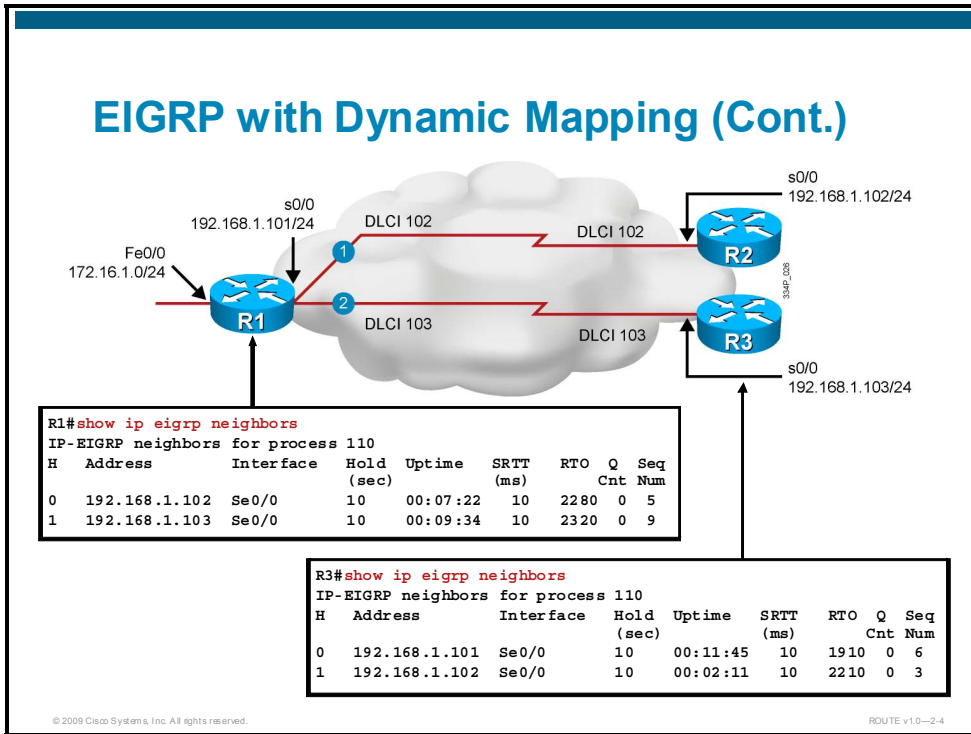 EIGRP with Dynamic Mapping (Cont.)
s0/0
192.168.1.102/24
s0/0
192.168.1.101/24
DLCI 102
DLCI 102
Fe0/0
172.16.1.0/24
1
R2
334P_026
2
R1
DLCI 103
DLCI 103
R3
s0/0
192.168.1.103/24
R1#show ip eigrp neighbors
IP-EIGRP neighbors for process 110
H Address Interface Hold Uptime SRTT RTO Q Seq
(sec) (ms) Cnt Num
0 192.168.1.102 Se0/0 10 00:07:22 10 2280 0 5
1 192.168.1.103 Se0/0 10 00:09:34 10 2320 0 9
R3#show ip eigrp neighbors
IP-EIGRP neighbors for process 110
H Address Interface Hold Uptime SRTT RTO Q Seq
(sec) (ms) Cnt Num
0 192.168.1.101 Se0/0 10 00:11:45 10 1910 0 6
1 192.168.1.102 Se0/0 10 00:02:11 10 2210 0 3
© 2009 Cisco Systems, Inc. All rights reserved.
ROUTE v1.0—2-4